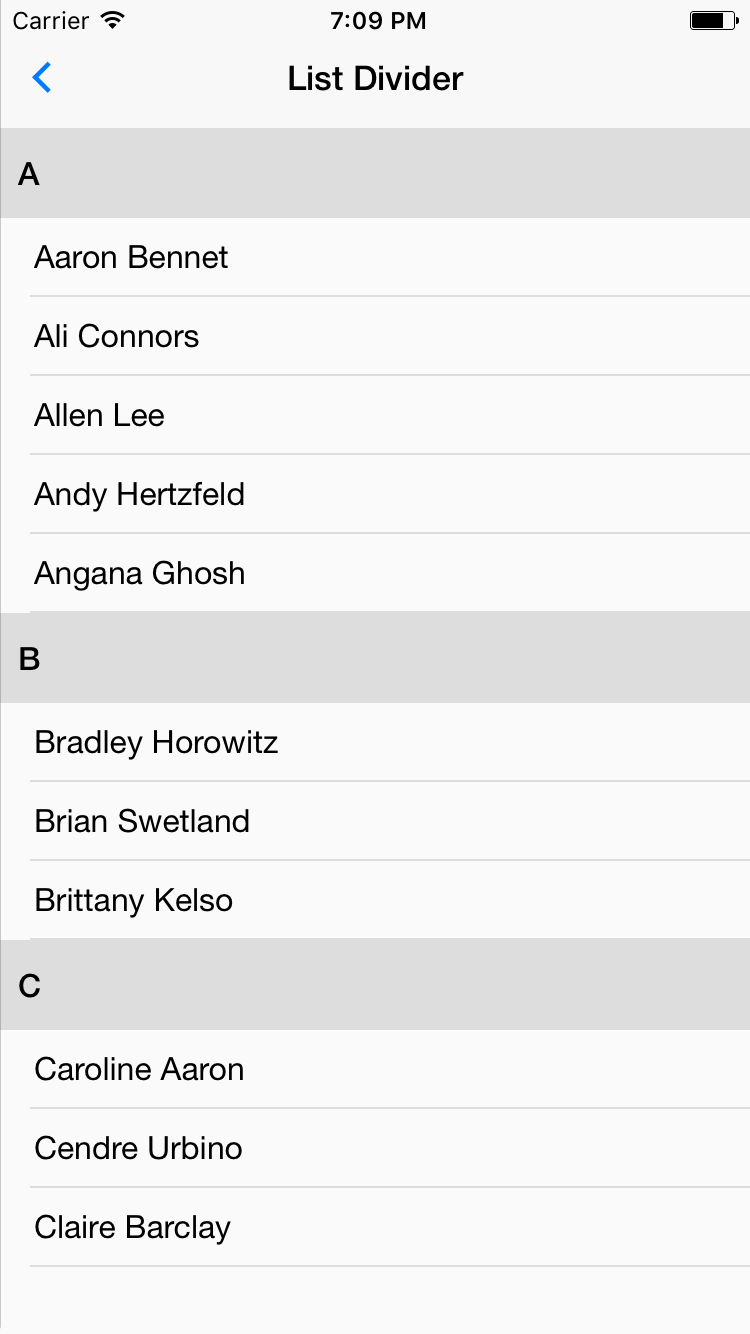 Carrier 7:09 PM
List Divider
A
Aaron Bennet
Ali Connors
Allen Lee
Andy Hertzfeld
Angana Ghosh
B
Bradley Horowitz
Brian Swetland
Brittany Kelso
C
Caroline Aaron
Cendre Urbino
Claire Barclay